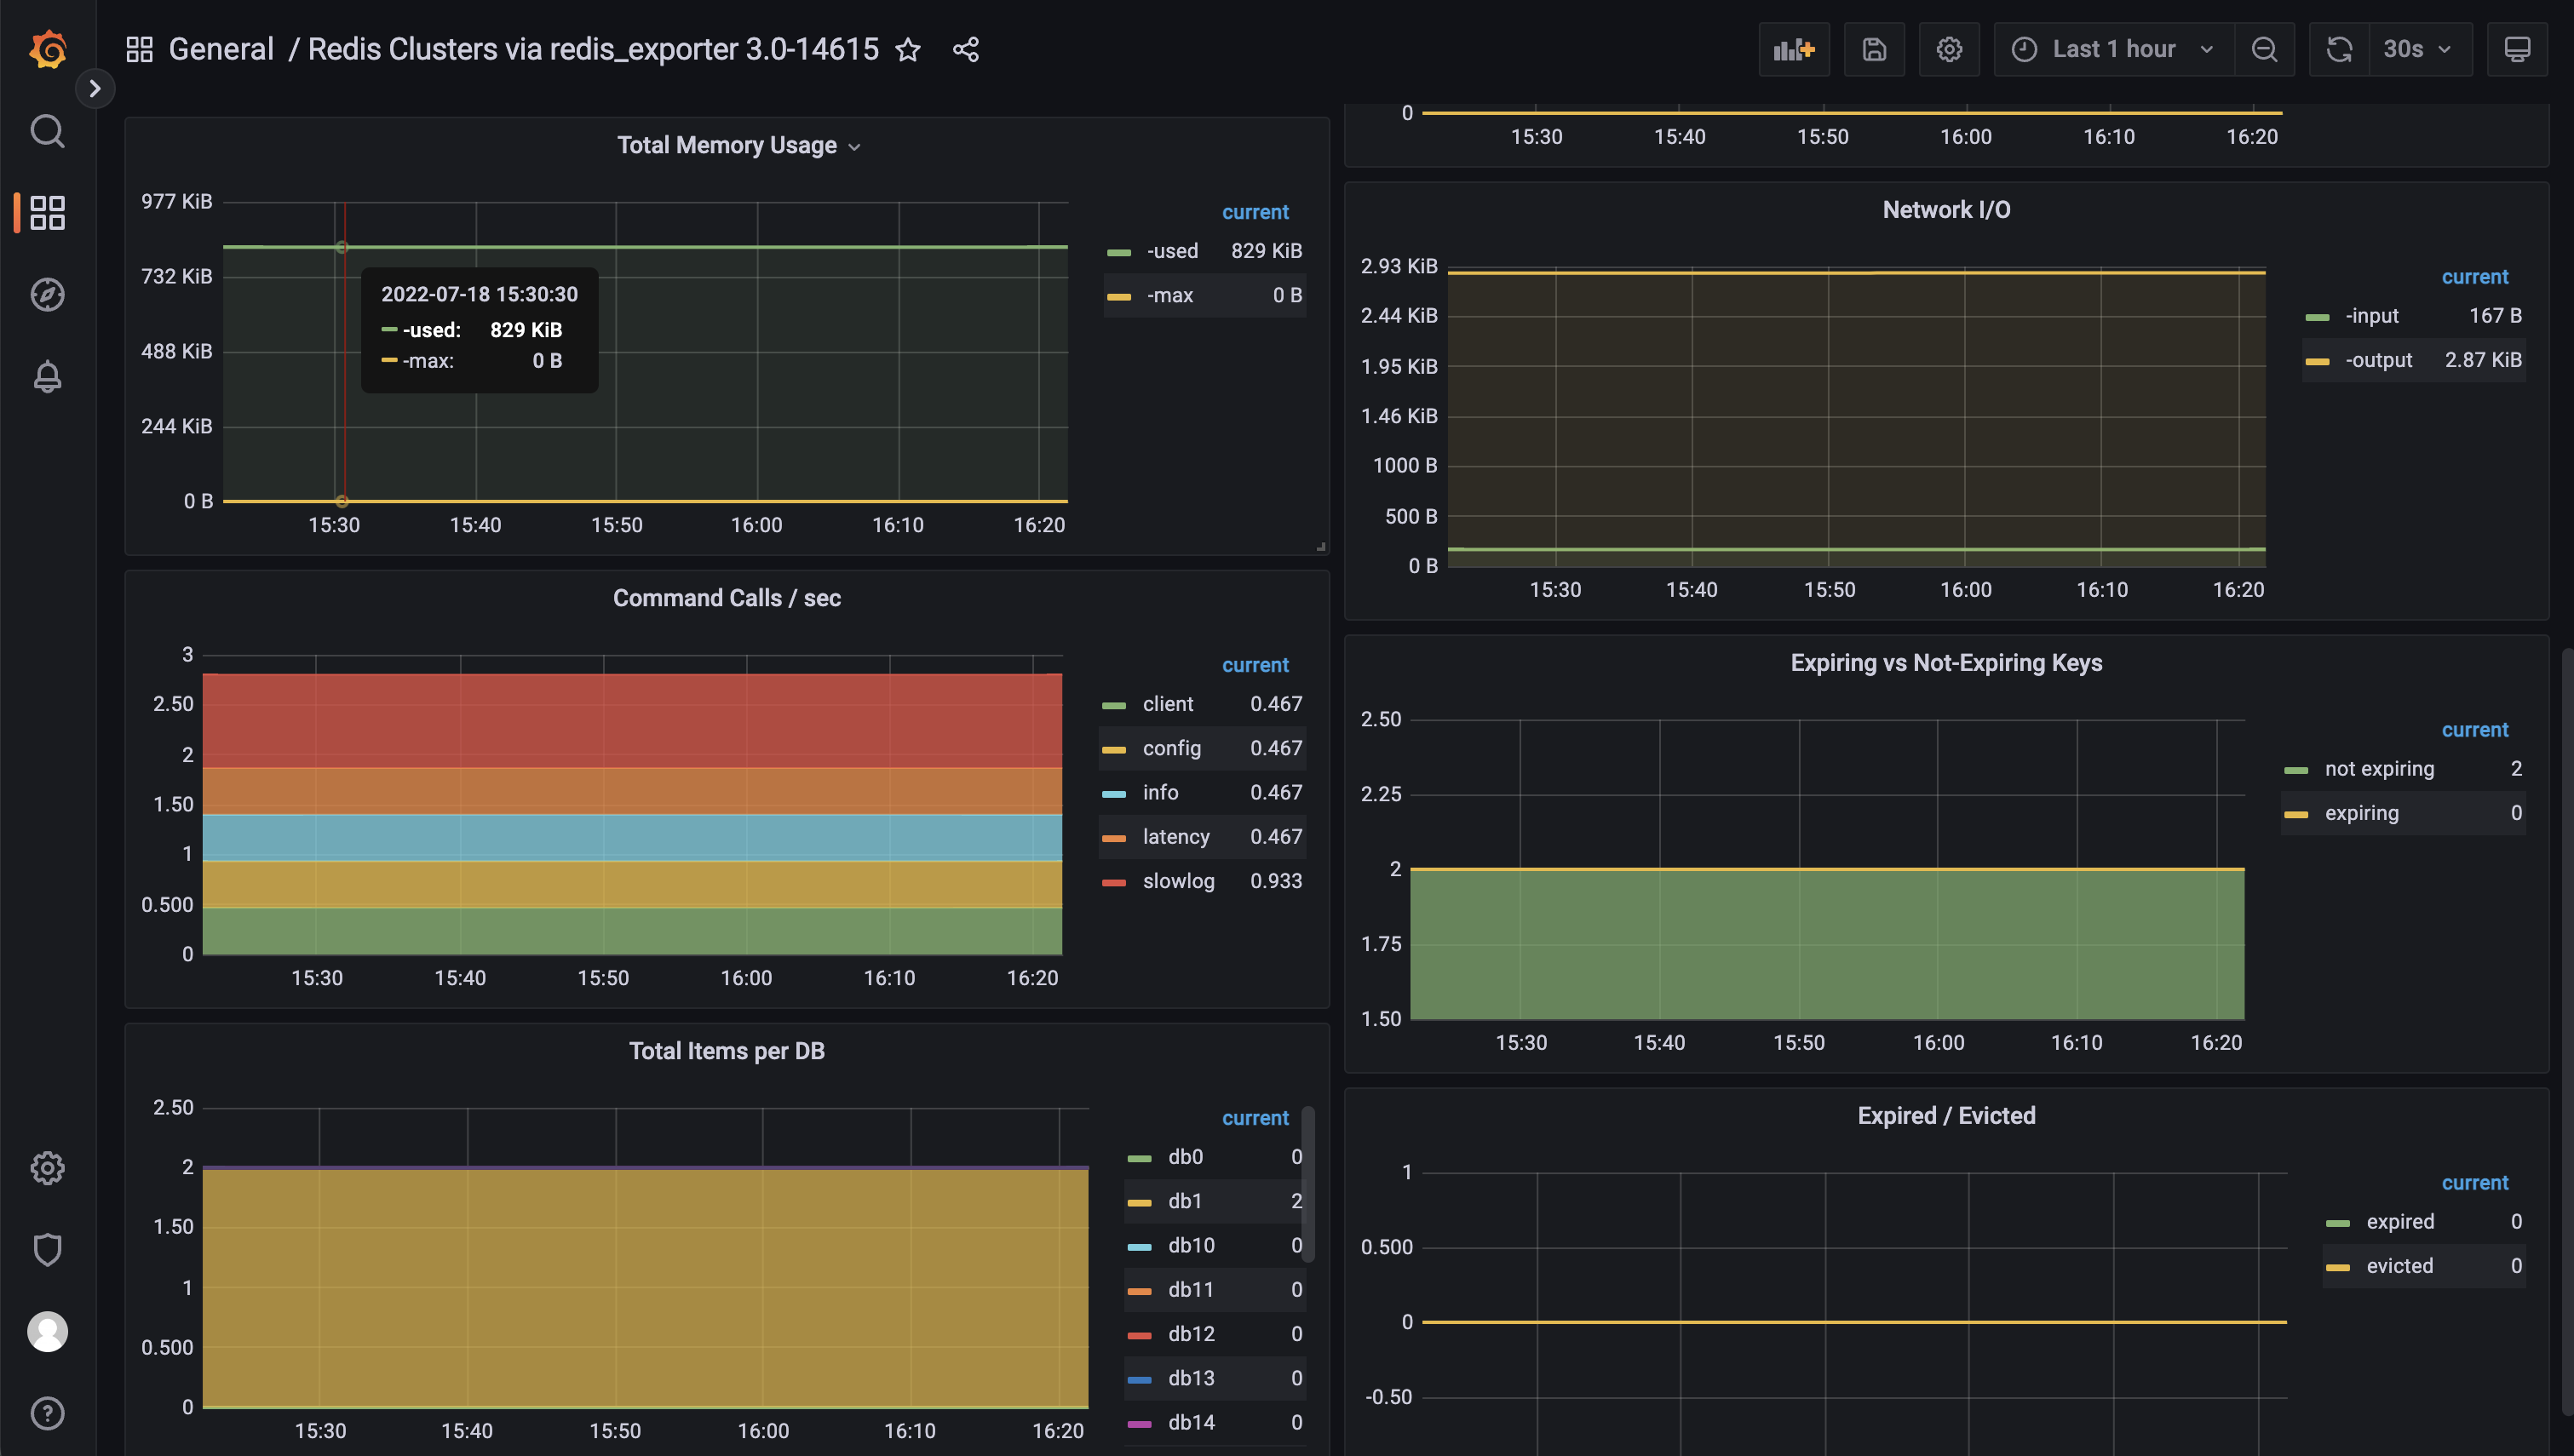 General / Redis Clusters via redis_exporter 3.0-14615
Last 1 hour
30s
Total Memory Usage
977 KiB
732 KiB
488 KiB
244 KiB
0 B
15:30 15:40 15:50 16:00 16:10 16:20
2022-07-18 15:30:30
-used: 829 KiB
-max: 0 B
current
-used 829 KiB
-max 0 B
0
15:30 15:40 15:50 16:00 16:10 16:20
Network I/O
2.93 KiB
2.44 KiB
1.95 KiB
1.46 KiB
1000 B
500 B
0 B
15:30 15:40 15:50 16:00 16:10 16:20
current
-input 167 B
-output 2.87 KiB
Command Calls / sec
3
2.50
2
1.50
1
0.500
0
15:30 15:40 15:50 16:00 16:10 16:20
current
client 0.467
config 0.467
info 0.467
latency 0.467
slowlog 0.933
Expiring vs Not-Expiring Keys
2.50
2.25
2
1.75
1.50
15:30 15:40 15:50 16:00 16:10 16:20
current
not expiring 2
expiring 0
Total Items per DB
2.50
2
1.50
1
0.500
0
15:30 15:40 15:50 16:00 16:10 16:20
current
db0 0
db1 2
db10 0
db11 0
db12 0
db13 0
db14 0
Expired / Evicted
1
0.500
0
-0.50
current
expired 0
evicted 0